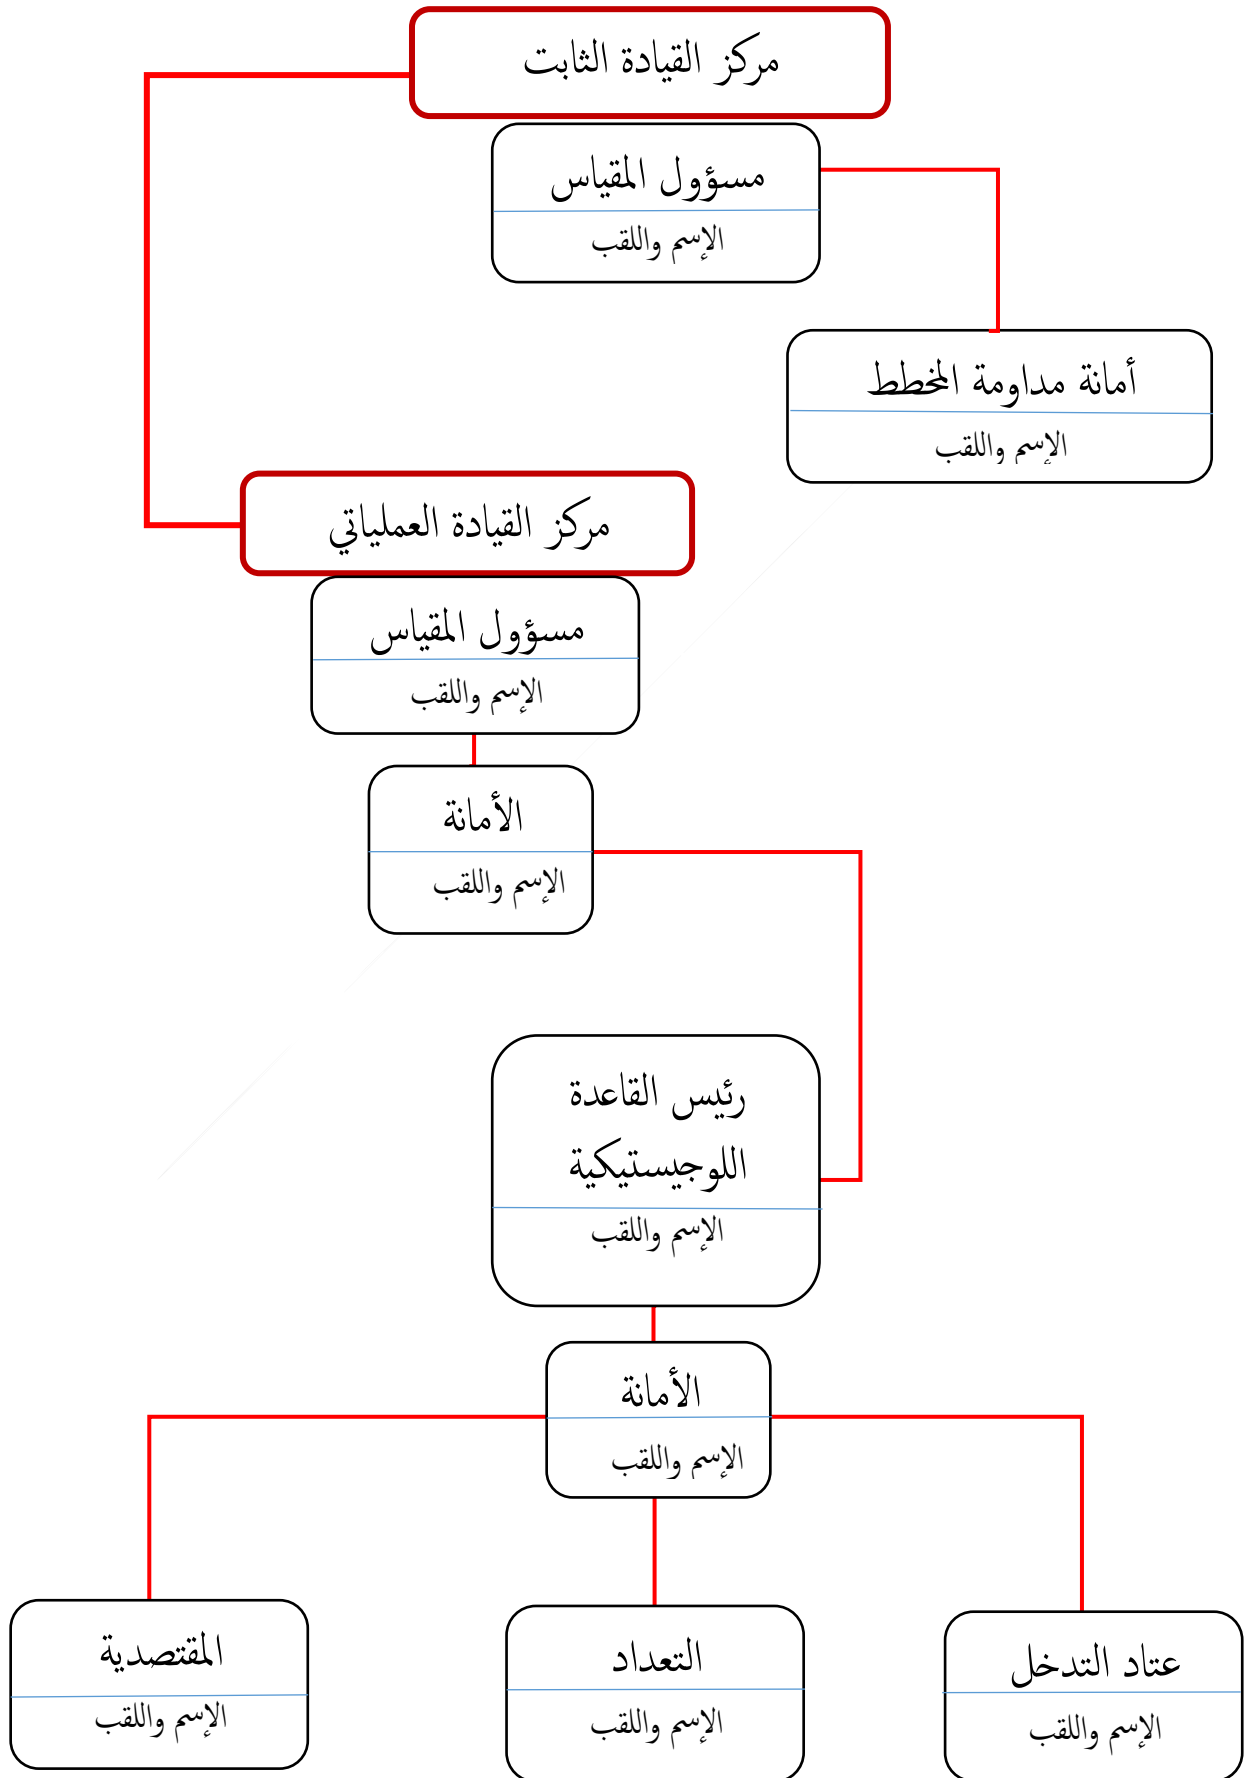 مركز القيادة الثابت
مسؤول المقياس
الإسم واللقب
أمانة مداومة المخطط
الإسم واللقب
مركز القيادة العملياتي
مسؤول المقياس
الإسم واللقب
الأمانة
الإسم واللقب
رئيس القاعدة
اللوجيستيكية
الإسم واللقب
الأمانة
الإسم واللقب
عتاد التدخل
الإسم واللقب
التعداد
الإسم واللقب
المقتصدية
الإسم واللقب